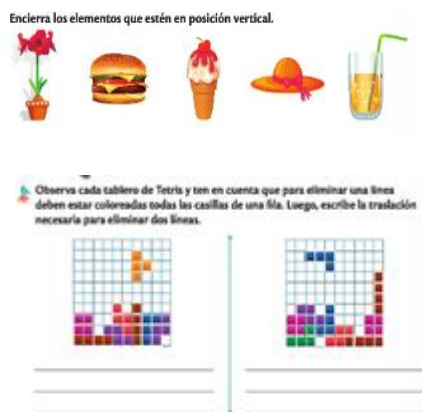 Encierra los elementos que estén en posición vertical.
Observa cada tablero de Tetris y ten en cuenta que para eliminar una línea
deben estar coloreadas todas las casillas de una fila. Luego, escribe la traslación
necesaria para eliminar dos líneas.